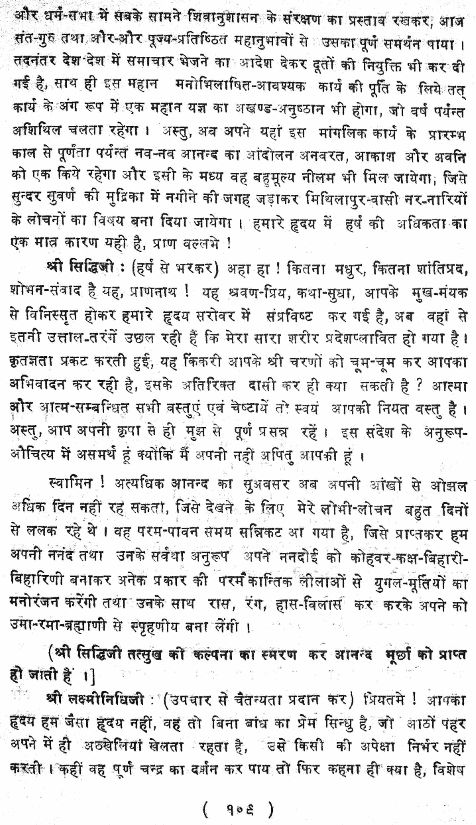 और धर्म-सभा में सबके सामने शिवानुशासन के संरक्षण का प्रस्ताव रखकर, आज
संत-गुरु तथा और-और पूज्य-प्रतिष्ठित महानुभावों से उसका पूर्ण समर्थन पाया ।
तदनंतर देश-देश में समाचार भेजने का आदेश देकर दूतों की नियुक्ति भी कर दी
गई है, साथ ही इस महान मनोभिलाषित-आवश्यक कार्य की पूर्ति के लिये तत्
कार्य के अंग रूप में एक महान यज्ञ का अखण्ड-अनुष्ठान भी होगा, जो वर्ष पर्यन्त
अशिथिल चलता रहेगा । अस्तु, अब अपने यहां इस मांगलिक कार्य के प्रारम्भ
काल से पूर्णता पर्यन्त नव-नव आनन्द का आंदोलन अनवरत, आकाश और अवनि
को एक किये रहेगा और इसी के मध्य वह बहुमूल्य नीलम भी मिल जायेगा; जिसे
सुन्दर सुवर्ण की मुद्रिका में नगीने की जगह जड़ाकर मिथिलापुर-वासी नर-नारियों
के लोचनों का विषय बना दिया जायेगा । हमारे हृदय में हर्ष की अधिकता का
एक मात्र कारण यही है, प्राण वल्लभे !
श्री सिद्धिजी : (हर्ष से भरकर) अहा हा ! कितना मधुर, कितना शांतिप्रद,
शोभन-संवाद है यह, प्राणनाथ ! यह श्रवण-प्रिय, कथा-सुधा, आपके मुख-मंयक
से विनिस्सृत होकर हमारे हृदय सरोवर में संप्रविष्ट कर गई है, अब वहां से
इतनी उत्ताल-तरंगें उछल रही हैं कि मेरा सारा शरीर प्रदेशप्लावित हो गया है ।
कृतज्ञता प्रकट करती हुई, यह किंकरी आपके श्री चरणों को चूम-चूम कर आपका
अभिवादन कर रही है, इसके अतिरिक्त दासी कर ही क्या सकती है ? आत्मा
और आत्म-सम्बन्धित सभी वस्तुएं एवं चेष्टायें तो स्वयं आपकी नियत वस्तु है ।
अस्तु, आप अपनी कृपा से ही मुझ से पूर्ण प्रसन्न रहें । इस संदेश के अनुरूप-
औचित्य में असमर्थ हूं क्योंकि मैं अपनी नहीं अपितु आपकी हूं ।
स्वामिन ! अत्यधिक आनन्द का सुअवसर अब अपनी आंखों से ओझल
अधिक दिन नहीं रह सकता, जिसे देखने के लिए मेरे लोभी-लोचन बहुत दिनों
से ललक रहे थे । वह परम-पावन समय सन्निकट आ गया है, जिसे प्राप्तकर हम
अपनी ननंद तथा उनके सर्वथा अनुरूप अपने ननदोई को कोहवर-कक्ष-बिहारी-
बिहारिणी बनाकर अनेक प्रकार की परमैकान्तिक लीलाओं से युगल-मूर्तियों का
मनोरंजन करेंगी तथा उनके साथ रास, रंग, हास-विलास कर करके अपने को
उमा-रमा-ब्रह्माणी से स्पृहणीय बना लेंगी ।
(श्री सिद्धिजी तत्सुख की कल्पना का स्मरण कर आनन्द मूर्छा को प्राप्त
हो जाती हैं ।]
श्री लक्ष्मीनिधिजी : (उपचार से चैतन्यता प्रदान कर) प्रियतमे ! आपका
हृदय हम जैसा हृदय नहीं, वह तो बिना बांध का प्रेम सिन्धु है, जो आठों पहर
अपने में ही अठखेलियां खेलता रहता है, उसे किसी की अपेक्षा निर्भर नहीं
करती । कहीं वह पूर्ण चन्द्र का दर्शन कर पाय तो फिर कहना ही क्या है, विशेष
( १०९ )